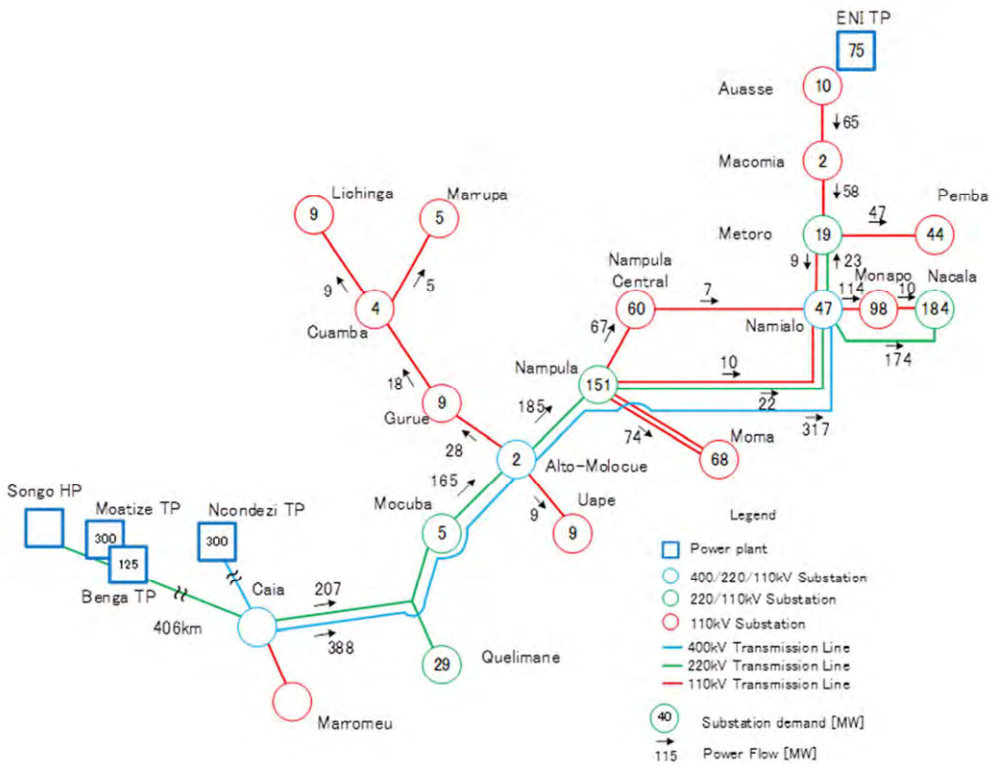 ENI TP
75
Auasse
10
65
Macomia
2
58
Pemba
Lichinga
Marrupa
9
5
Metoro
19
47
44
9
23
Nampula
Central
Monapo
Nacala
9
5
7
114
10
4
60
47
98
184
Cuamba
67
Namialo
174
18
Nampula
10
9
151
22
Gurue
185
317
28
74
Moma
2
68
Alto-Molocue
165
Songo HP
Mocuba
Uape
Moatize TP
Ncondezi TP
9
5
9
Legend
300
300
125
Power plant
Benga TP
Caia
400/220/110kV Substation
207
220/110kV Substation
406km
110kV Substation
388
400kV Transmission Line
29
Quelimane
220kV Transmission Line
110kV Transmission Line
Marromeu
40
Substation demand [MW]
115
Power Flow [MW]